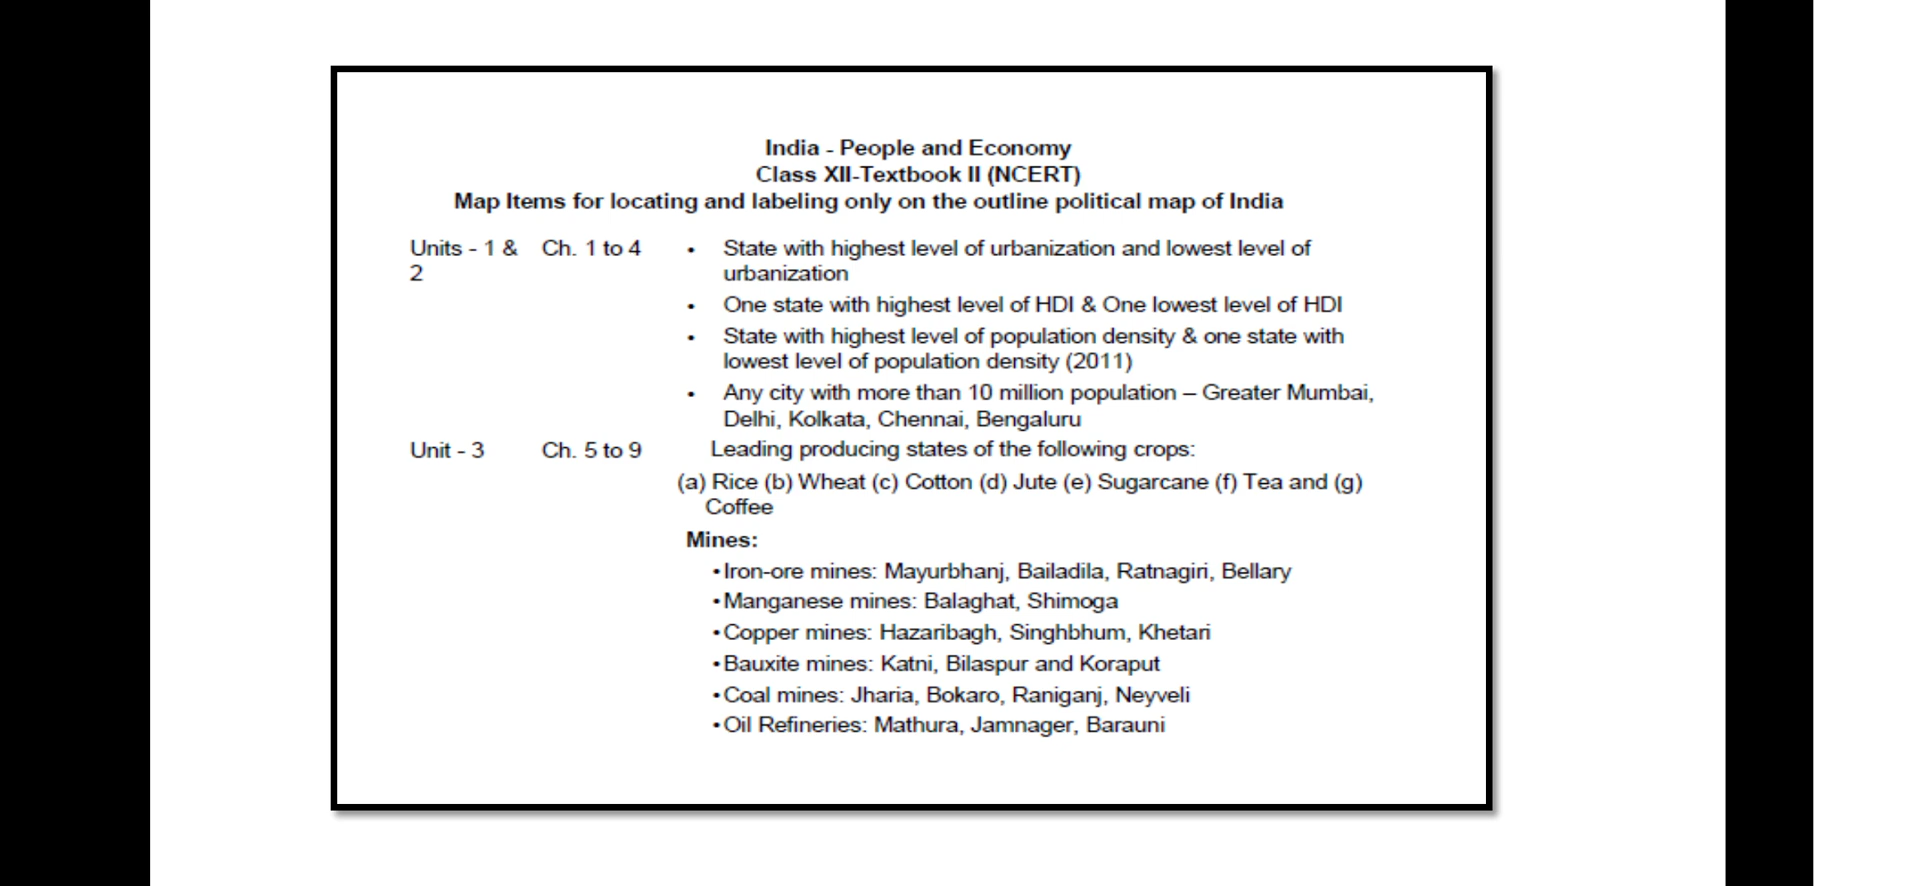 India - People and Economy
Class XII-Textbook II (NCERT)
Map Items for locating and labeling only on the outline political map of India
Units - 1 & 2 Ch. 1 to 4
• State with highest level of urbanization and lowest level of
urbanization
• One state with highest level of HDI & One lowest level of HDI
• State with highest level of population density & one state with
lowest level of population density (2011)
• Any city with more than 10 million population – Greater Mumbai,
Delhi, Kolkata, Chennai, Bengaluru
Unit - 3 Ch. 5 to 9 Leading producing states of the following crops:
(a) Rice (b) Wheat (c) Cotton (d) Jute (e) Sugarcane (f) Tea and (g)
Coffee
Mines:
•Iron-ore mines: Mayurbhanj, Bailadila, Ratnagiri, Bellary
•Manganese mines: Balaghat, Shimoga
•Copper mines: Hazaribagh, Singhbhum, Khetari
•Bauxite mines: Katni, Bilaspur and Koraput
•Coal mines: Jharia, Bokaro, Raniganj, Neyveli
•Oil Refineries: Mathura, Jamnager, Barauni